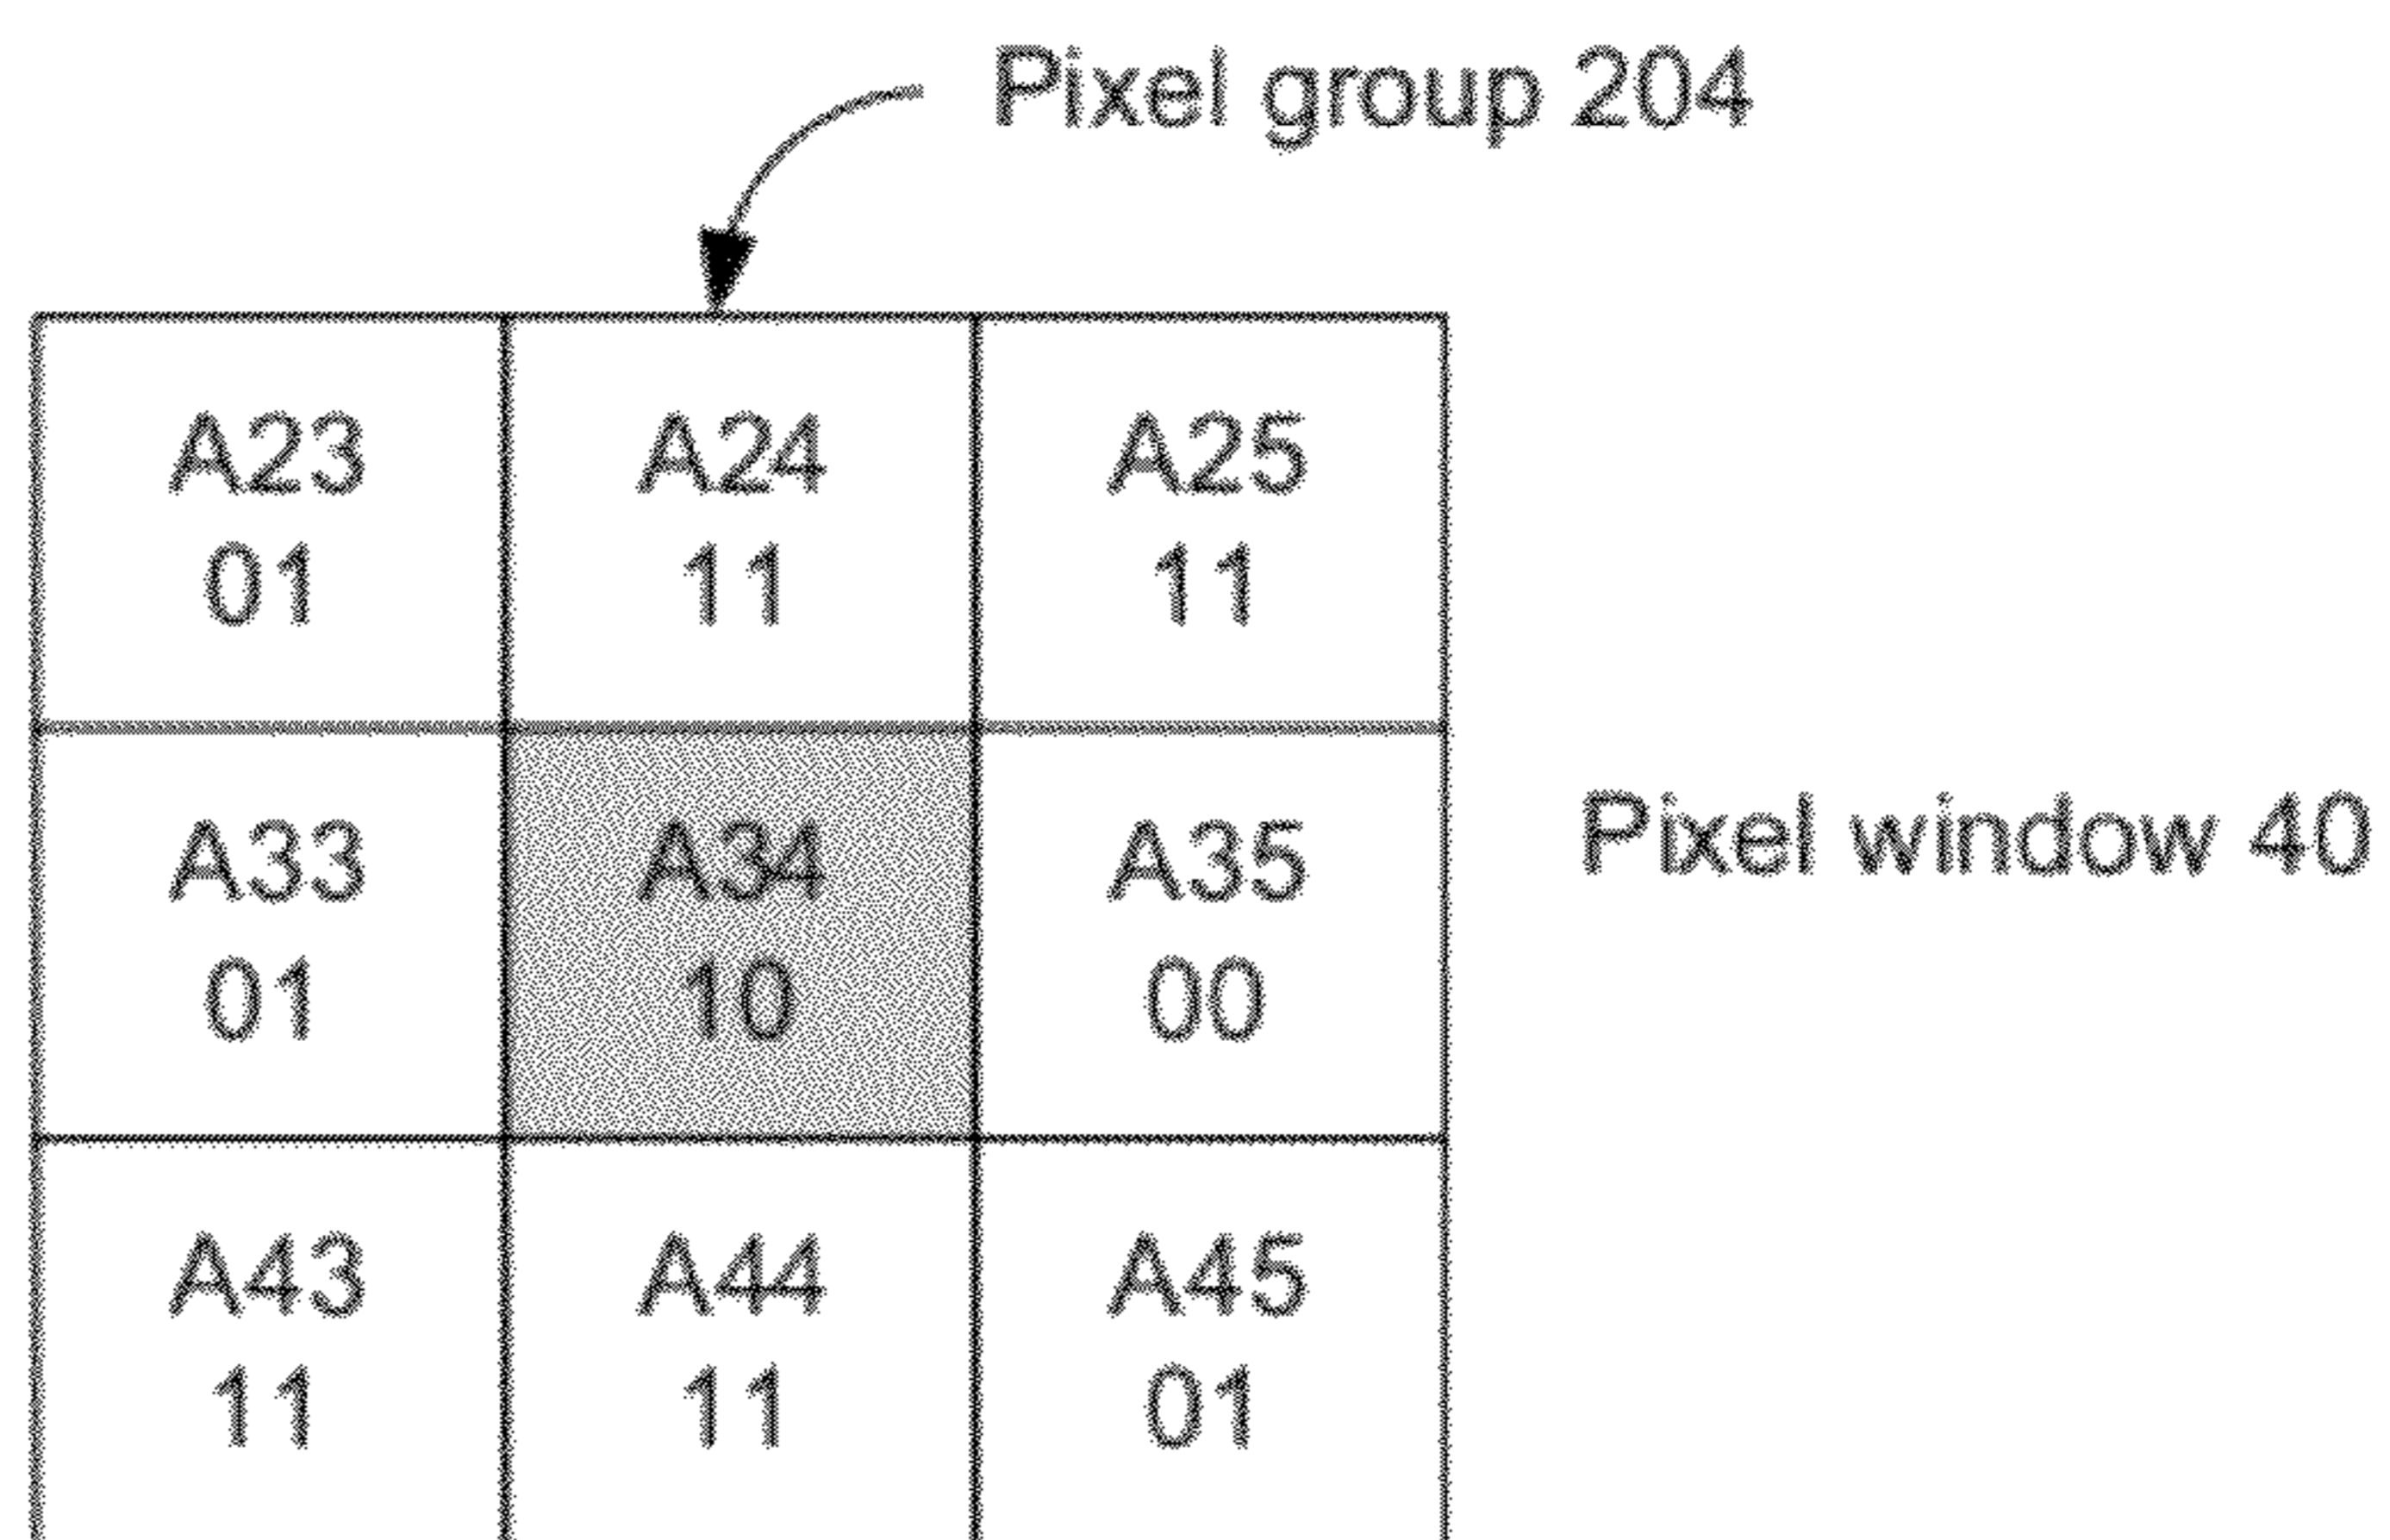 Pixel group 204
A23 A24 A25
01 11 11
A33 A34 A35
01 10 00
Pixel window 40
A43 A44 A45
11 11 01